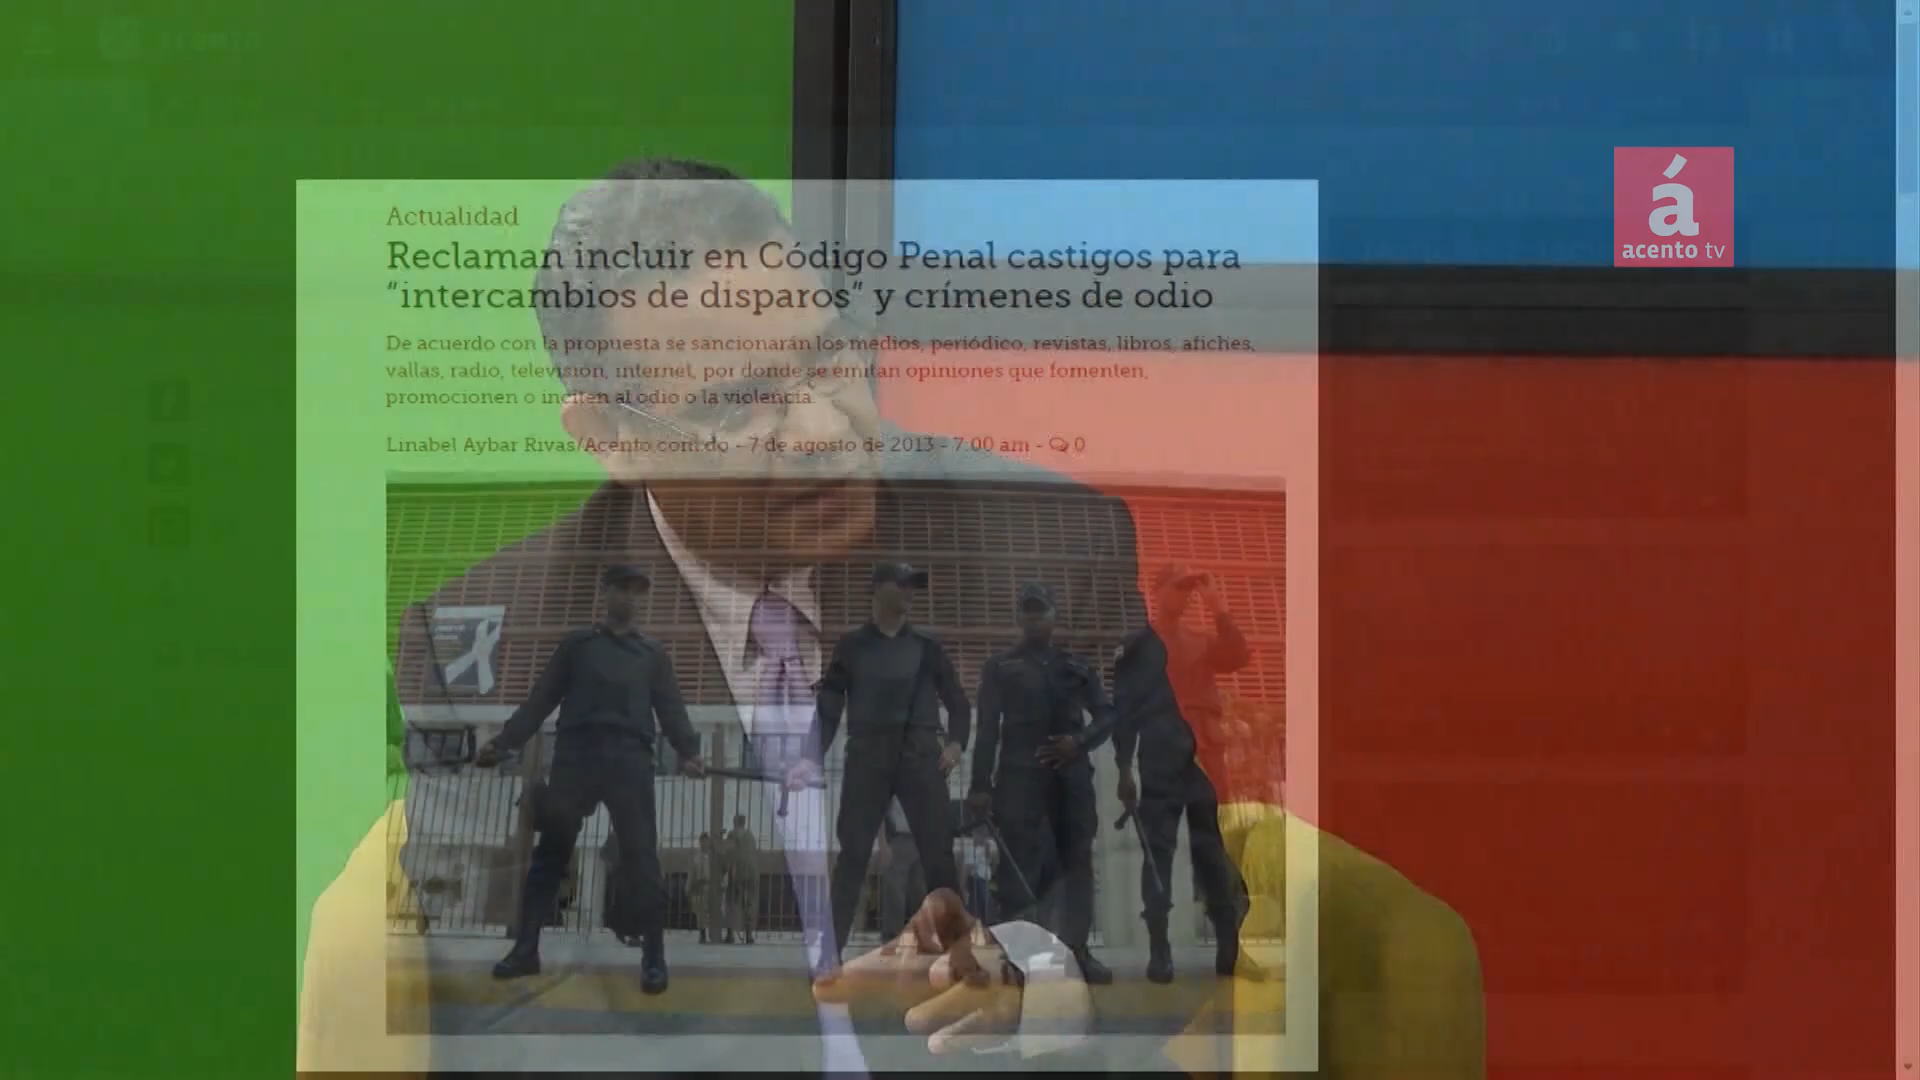 á
acento tv
Actualidad
Reclaman incluir en Código Penal castigos para
“intercambios de disparos” y crímenes de odio
De acuerdo con la propuesta se sancionarán los medios, periódico, revistas, libros, afiches,
vallas, radio, televisión, internet, por donde se emitan opiniones que fomenten,
promocionen o inciten al odio o la violencia.
Linabel Aybar Rivas/Acento.com.do - 7 de agosto de 2013 - 7:00 am - 0